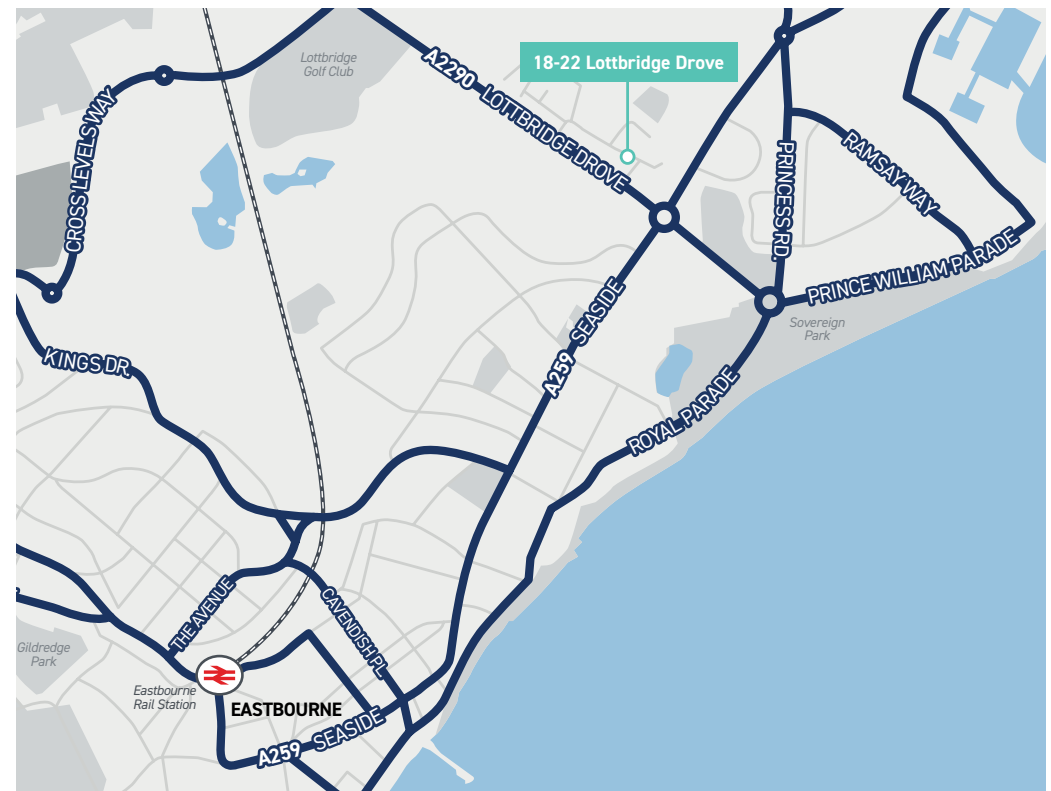 Lottbridge
Golf Club
18-22 Lottbridge Drove
A2290 LOTTBRIDGE DROVE
CROSS LEVELS WAY
PRINCESS RD.
RAMSAY WAY
PRINCE WILLIAM PARADE
Sovereign
Park
A259 SEASIDE
KINGS DR.
ROYAL PARADE
THE AVENUE
CAVENDISH PL
Gildredge
Park
Eastbourne
Rail Station
EASTBOURNE
A259 SEASIDE